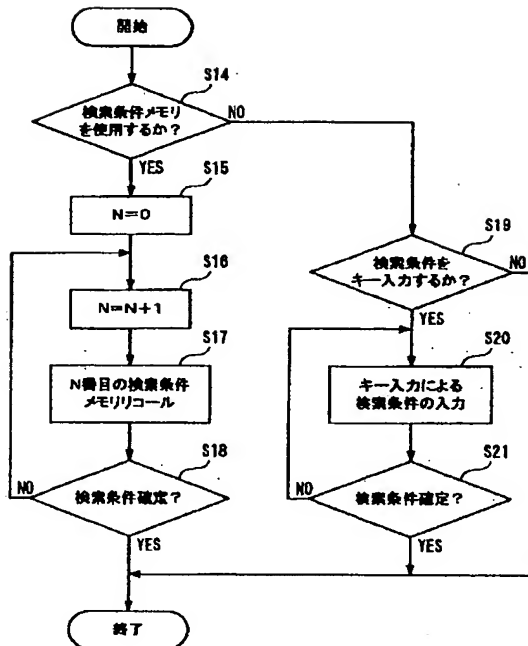 開始
S14
検索条件メモリ
を使用するか？
NO
YES
S15
N=0
S16
N=N+1
S17
N番目の検索条件
メモリリコール
S18
検索条件確定？
NO
YES
S19
検索条件を
キー入力するか？
NO
YES
S20
キー入力による
検索条件の入力
S21
検索条件確定？
NO
YES
終了